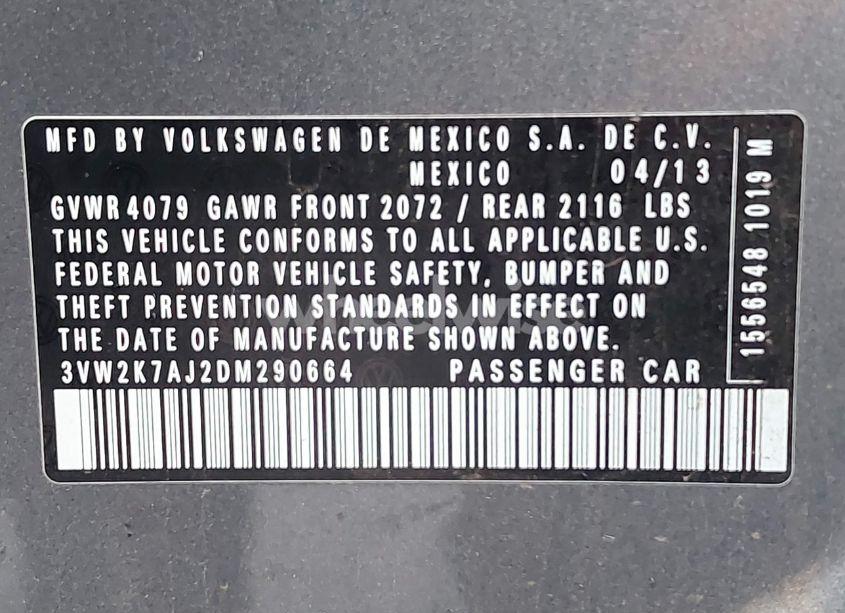 MFD BY VOLKSWAGEN DE MEXICO S.A. DE C.V.
MEXICO 04/13
GVWR 4079 GAWR FRONT 2072 / REAR 2116 LBS
THIS VEHICLE CONFORMS TO ALL APPLICABLE U.S.
FEDERAL MOTOR VEHICLE SAFETY, BUMPER AND
THEFT PREVENTION STANDARDS IN EFFECT ON
THE DATE OF MANUFACTURE SHOWN ABOVE.
3VW2K7AJ2DM290664 PASSENGER CAR
1556548 1019 M